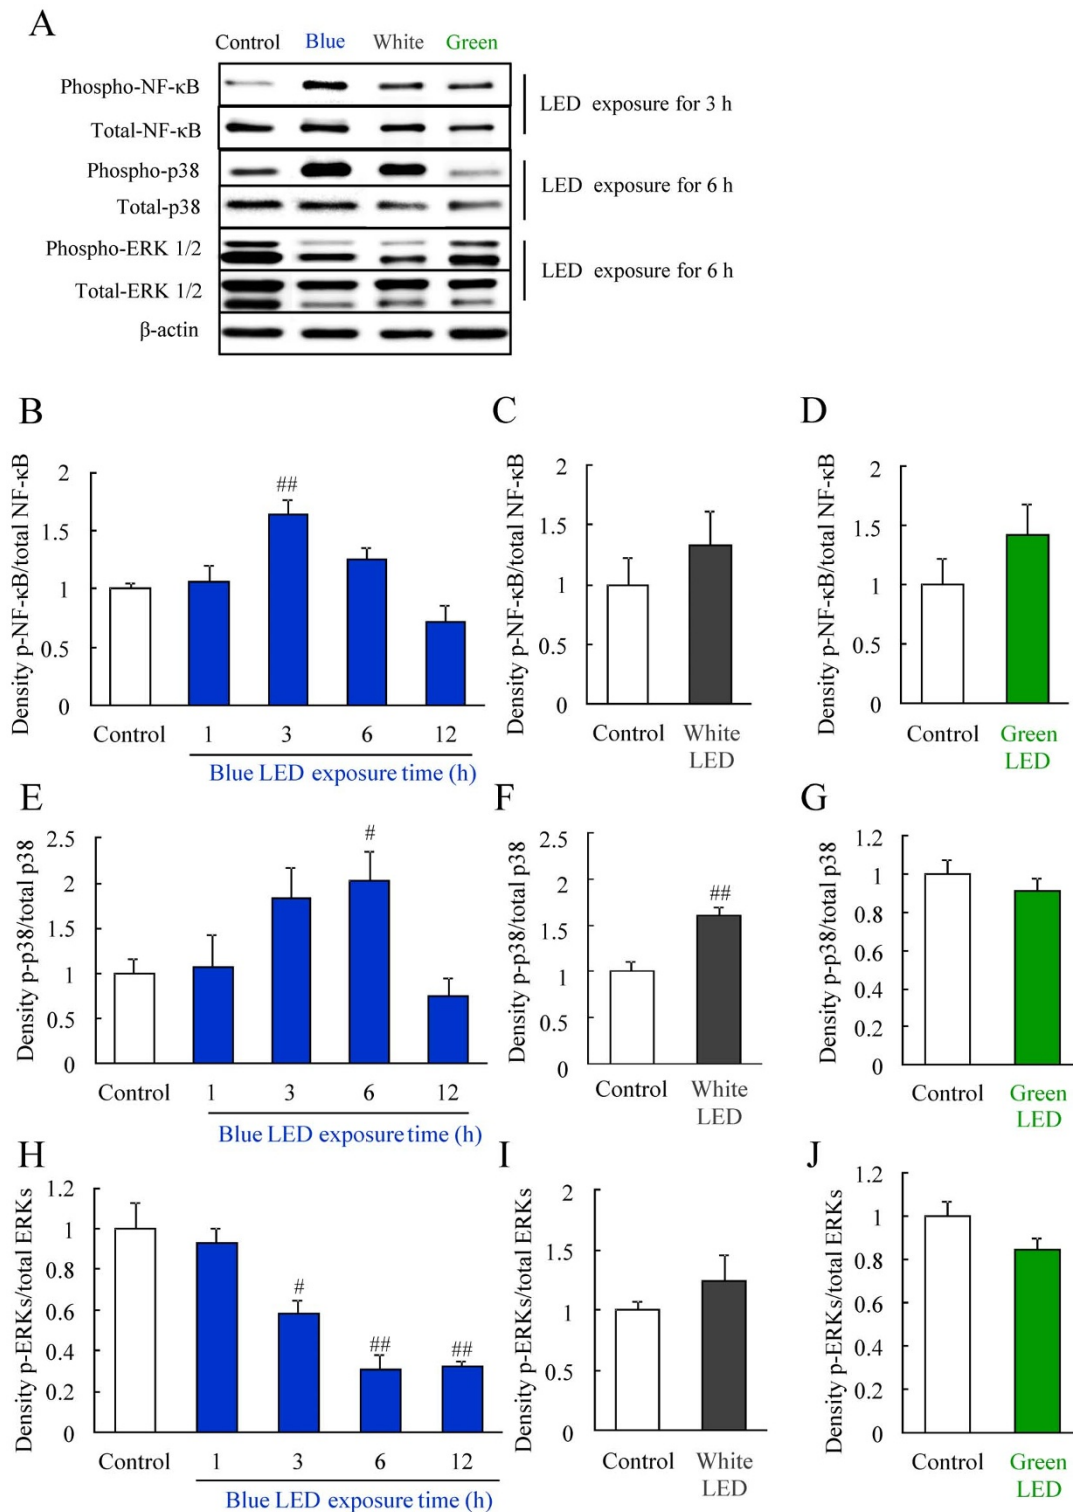 A
Control Blue White Green
Phospho-NF-κB
Total-NF-κB
LED exposure for 3 h
Phospho-p38
Total-p38
LED exposure for 6 h
Phospho-ERK 1/2
Total-ERK 1/2
LED exposure for 6 h
β-actin
B
Density p-NF-κB/total NF-κB
2
1.5
1
0.5
0
##
Control 1 3 6 12
Blue LED exposure time (h)
C
Density p-NF-κB/total NF-κB
2
1.5
1
0.5
0
Control White
LED
D
Density p-NF-κB/total NF-κB
2
1.5
1
0.5
0
Control Green
LED
E
Density p-p38/total p38
2.5
2
1.5
1
0.5
0
#
Control 1 3 6 12
Blue LED exposure time (h)
F
Density p-p38/total p38
2.5
2
1.5
1
0.5
0
##
Control White
LED
G
Density p-p38/total p38
1.2
1
0.8
0.6
0.4
0.2
0
Control Green
LED
H
Density p-ERKs/total ERKs
1.2
1
0.8
0.6
0.4
0.2
0
#
##
##
Control 1 3 6 12
Blue LED exposure time (h)
I
Density p-ERKs/total ERKs
2
1.5
1
0.5
0
Control White
LED
J
Density p-ERKs/total ERKs
1.2
1
0.8
0.6
0.4
0.2
0
Control Green
LED